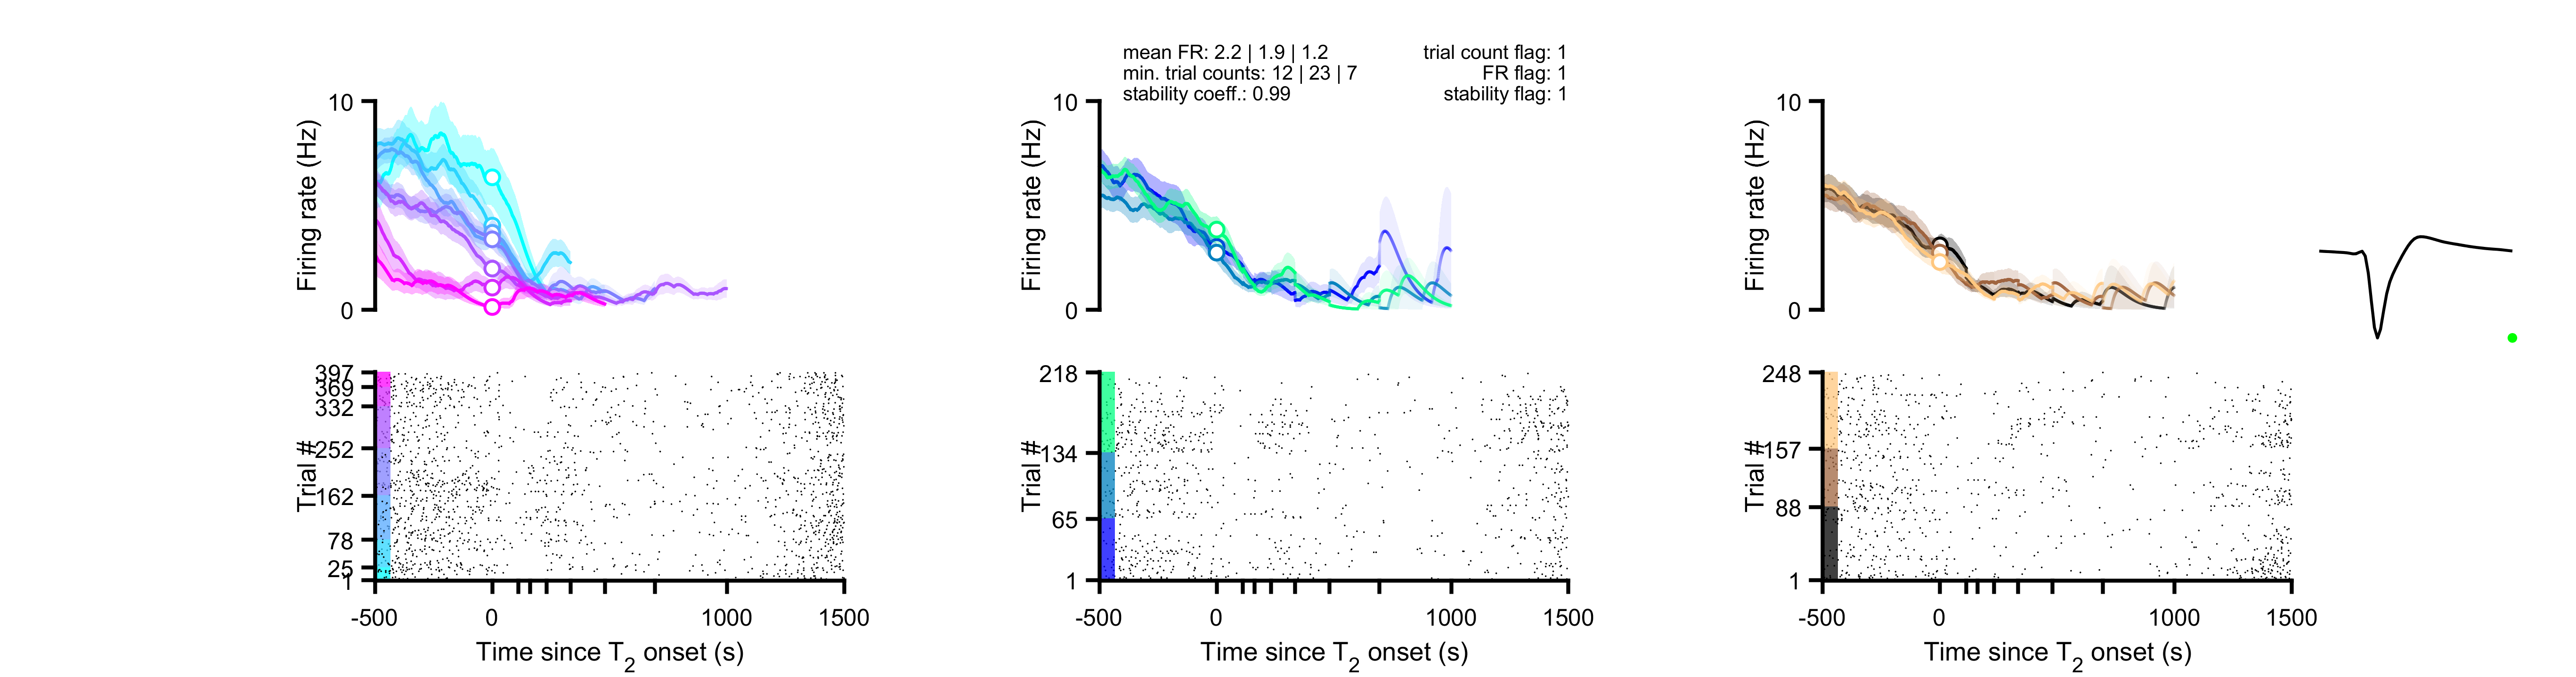 mean FR: 2.2 | 1.9 | 1.2
min. trial counts: 12 | 23 | 7
stability coeff.: 0.99
trial count flag: 1
FR flag: 1
stability flag: 1
10
Firing rate (Hz)
0
10
Firing rate (Hz)
0
10
Firing rate (Hz)
0
397
369
332
252
162
78
25
1
Trial #
-500 0 1000 1500
Time since T2 onset (s)
218
134
65
1
Trial #
-500 0 1000 1500
Time since T2 onset (s)
248
157
88
1
Trial #
-500 0 1000 1500
Time since T2 onset (s)